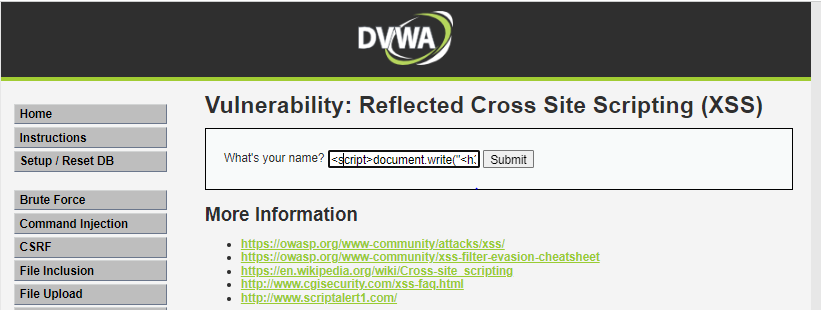 DVWA
Vulnerability: Reflected Cross Site Scripting (XSS)
Home
Instructions
Setup / Reset DB
Brute Force
Command Injection
CSRF
File Inclusion
File Upload
What's your name? <script>document.write("<h Submit
More Information
https://owasp.org/www-community/attacks/xss/
https://owasp.org/www-community/xss-filter-evasion-cheatsheet
https://en.wikipedia.org/wiki/Cross-site_scripting
http://www.cgisecurity.com/xss-faq.html
http://www.scriptalert1.com/